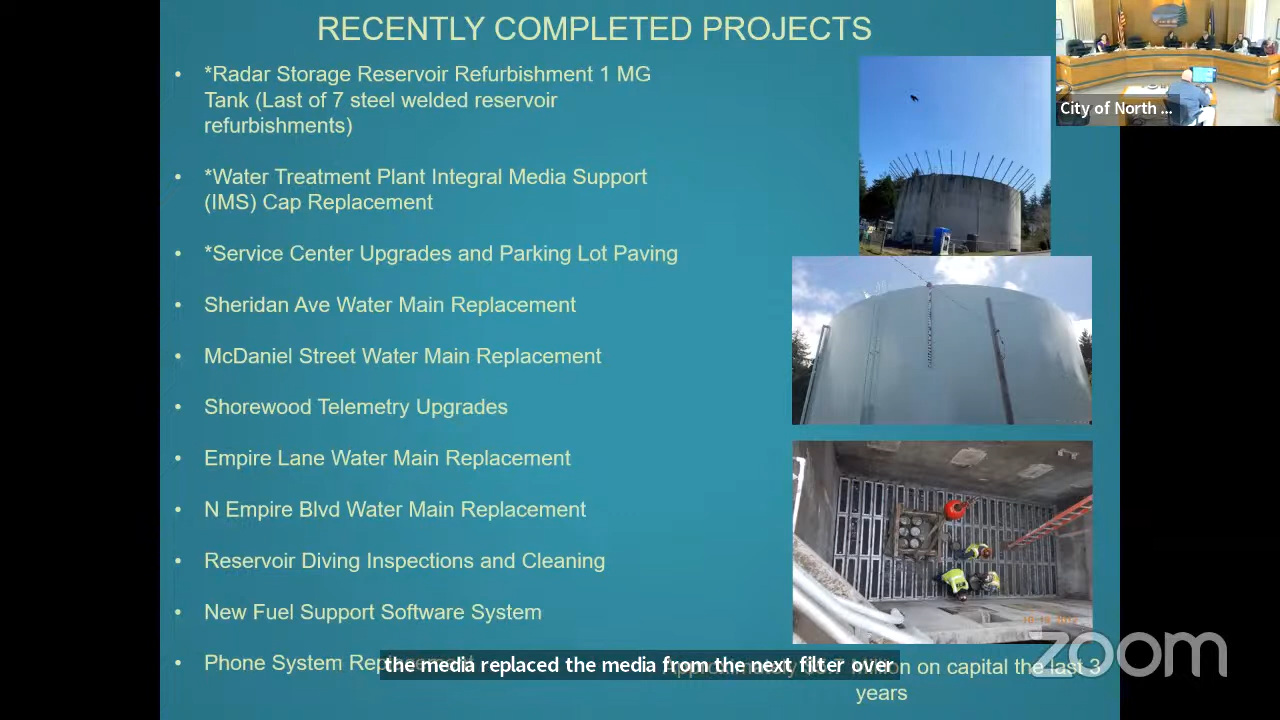 RECENTLY COMPLETED PROJECTS
• *Radar Storage Reservoir Refurbishment 1 MG
Tank (Last of 7 steel welded reservoir
refurbishments)
• *Water Treatment Plant Integral Media Support
(IMS) Cap Replacement
• *Service Center Upgrades and Parking Lot Paving
• Sheridan Ave Water Main Replacement
• McDaniel Street Water Main Replacement
• Shorewood Telemetry Upgrades
• Empire Lane Water Main Replacement
• N Empire Blvd Water Main Replacement
• Reservoir Diving Inspections and Cleaning
• New Fuel Support Software System
• Phone System
the media replaced the media from the next filter over
on capital the last 3
years
City of North ...
zoom